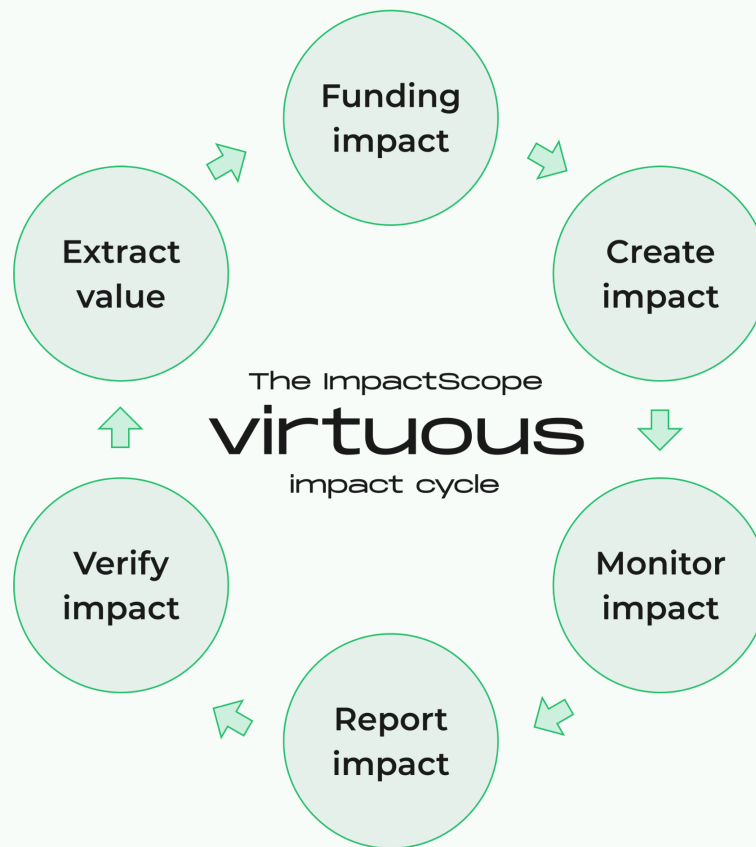 Funding
impact
Create
impact
Monitor
impact
Report
impact
Verify
impact
Extract
value
The ImpactScope
virtuous
impact cycle